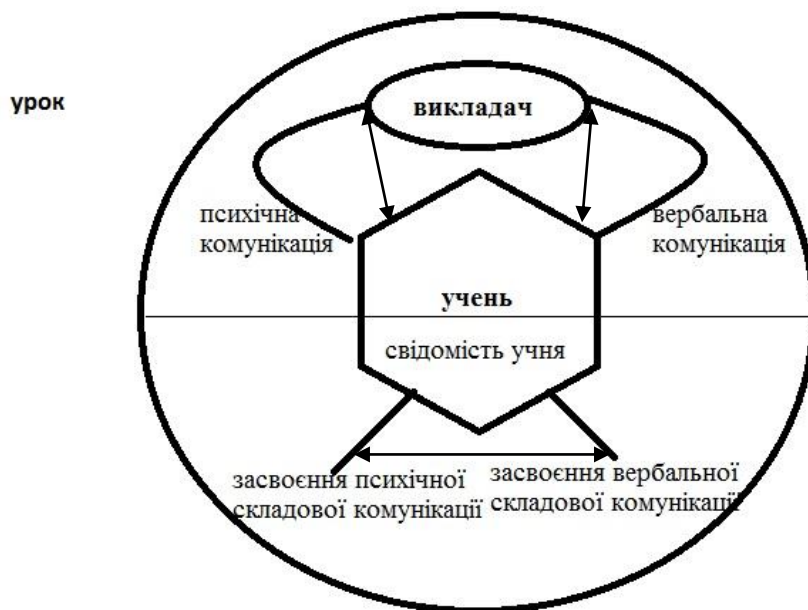 урок
викладач
психічна
комунікація
вербальна
комунікація
учень
свідомість учня
засвоєння психічної
складової комунікації
засвоєння вербальної
складової комунікації